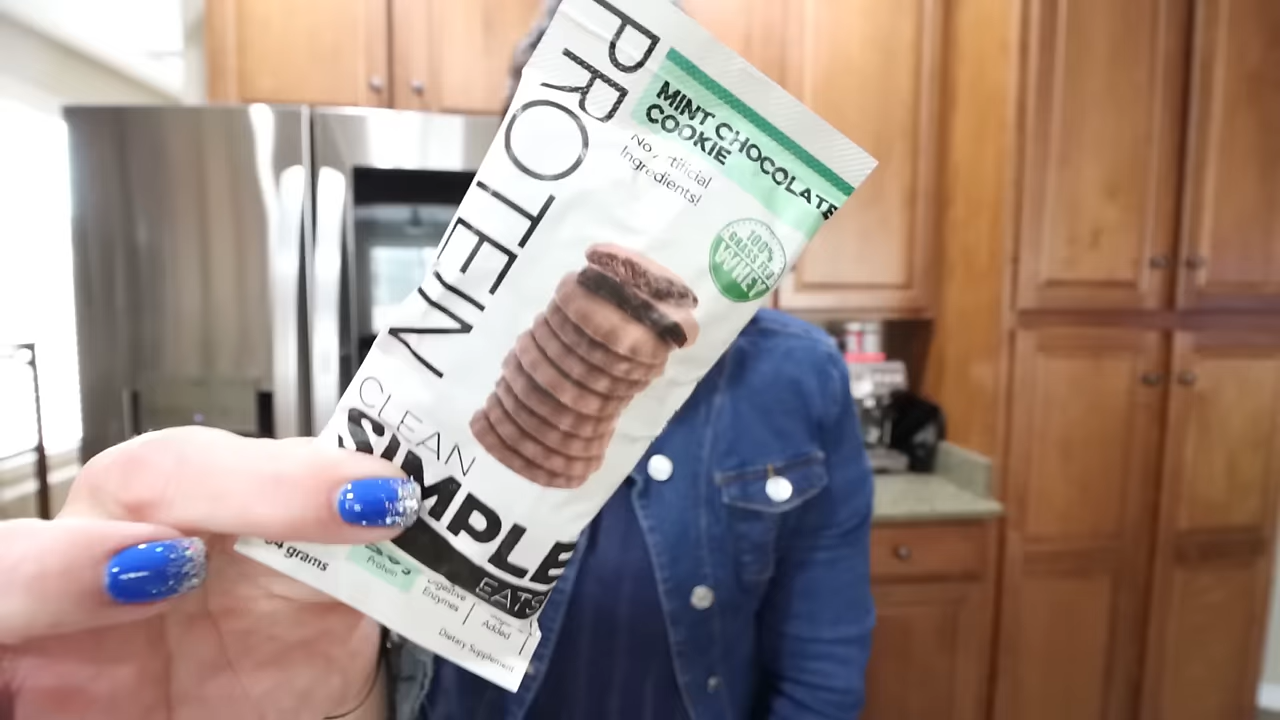 PROTEIN
MINT CHOCOLATE
COOKIE
No
Ingredients!
100%
GRASS FED
WHEY
CLEAN
SIMPLE
EATS
grams
Protein
Digestive
Enzymes
Added
Dietary Supplement